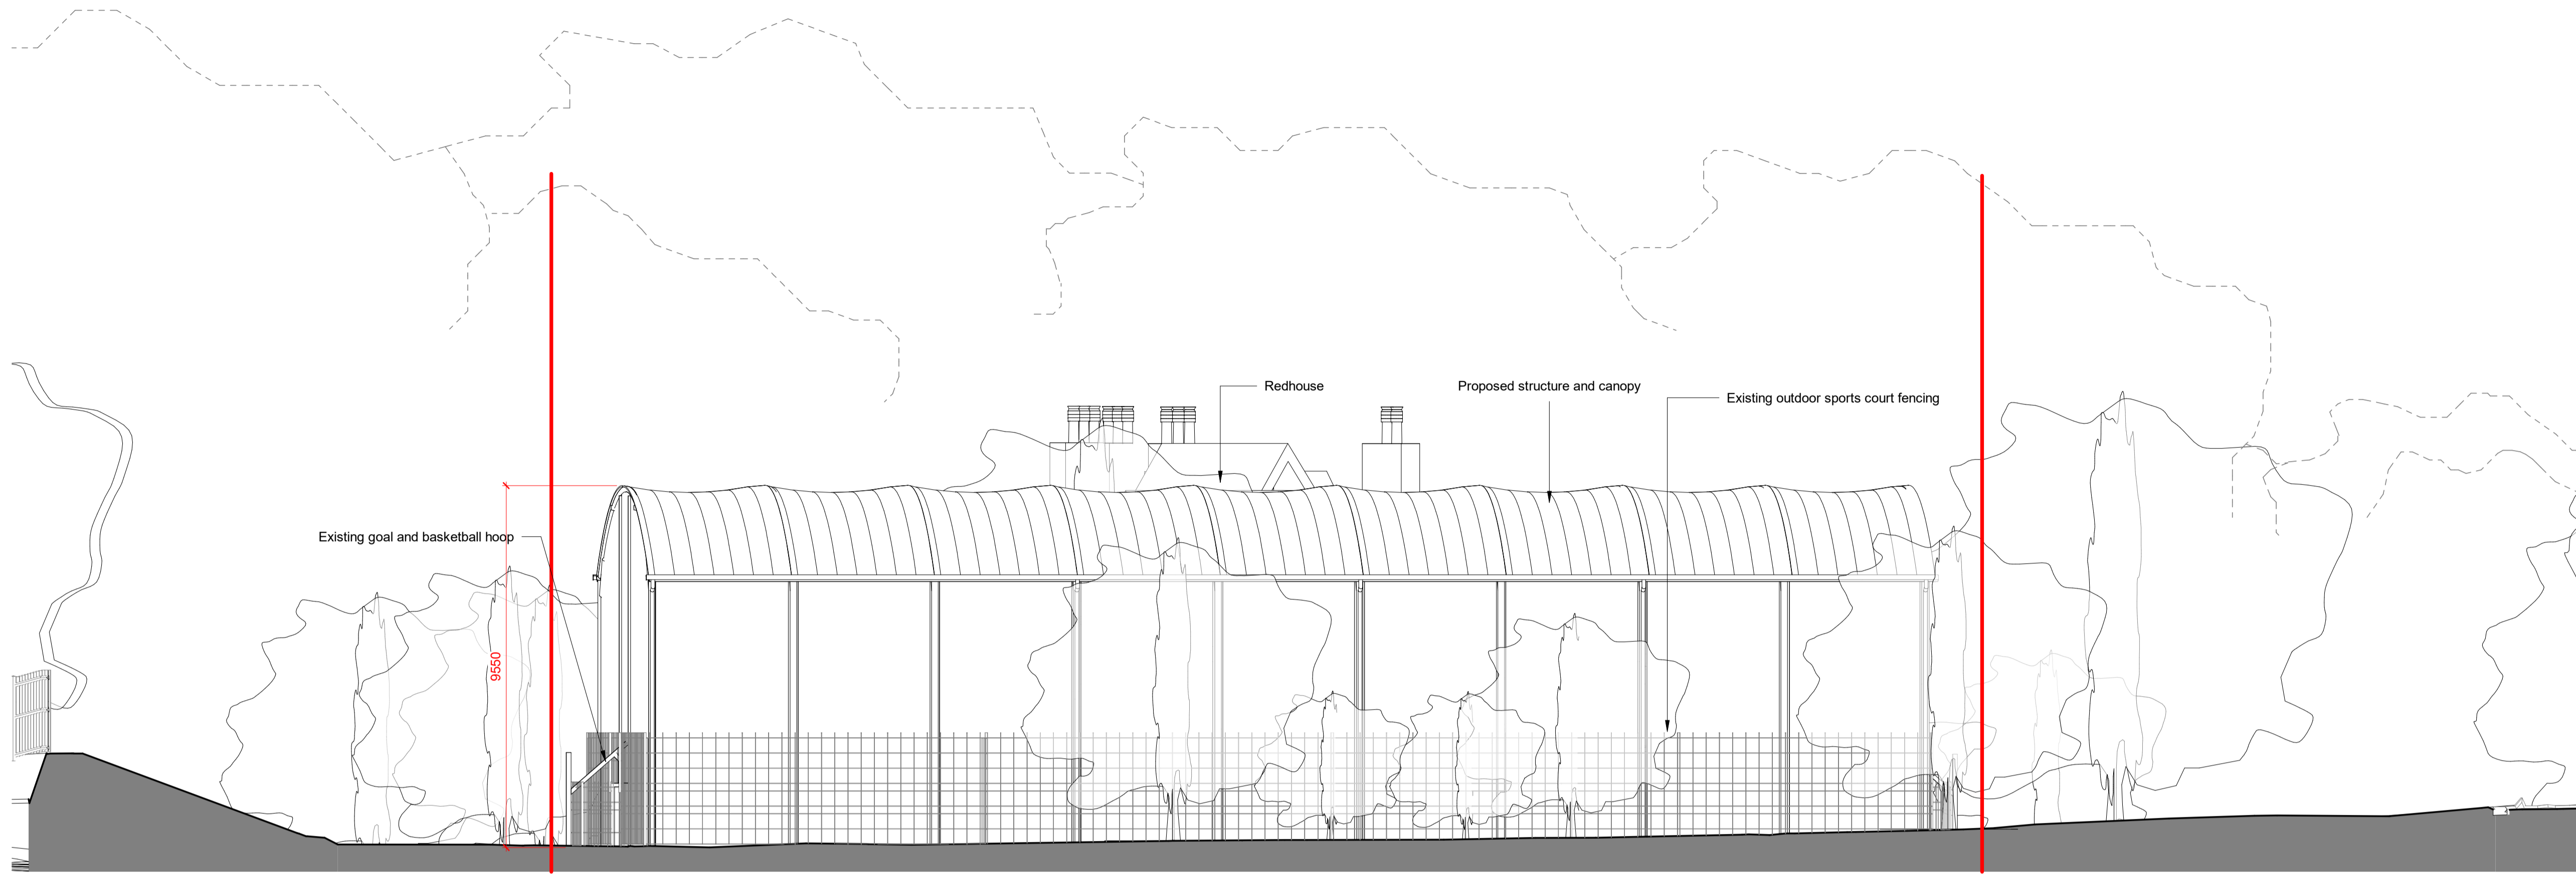 Redhouse
Proposed structure and canopy
Existing outdoor sports court fencing
Existing goal and basketball hoop
9550